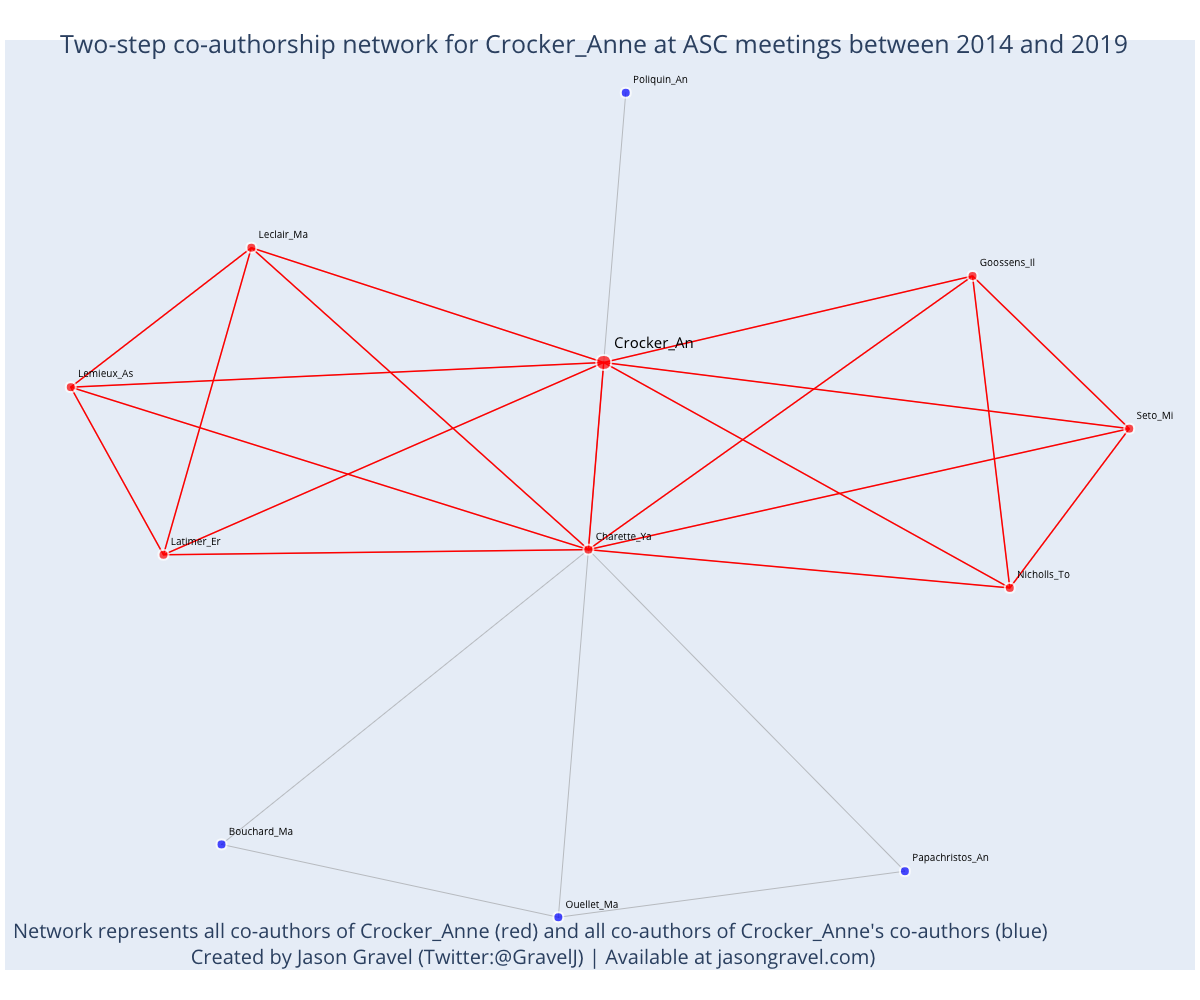 Two-step co-authorship network for Crocker_Anne at ASC meetings between 2014 and 2019
Poliquin_An
Leclair_Ma
Goossens_Il
Crocker_An
Lemieux_As
Seto_Mi
Charette_Ya
Latimer_Er
Nicholls_To
Bouchard_Ma
Papachristos_An
Ouellet_Ma
Network represents all co-authors of Crocker_Anne (red) and all co-authors of Crocker_Anne's co-authors (blue)
Created by Jason Gravel (Twitter:@GravelJ) | Available at jasongravel.com)